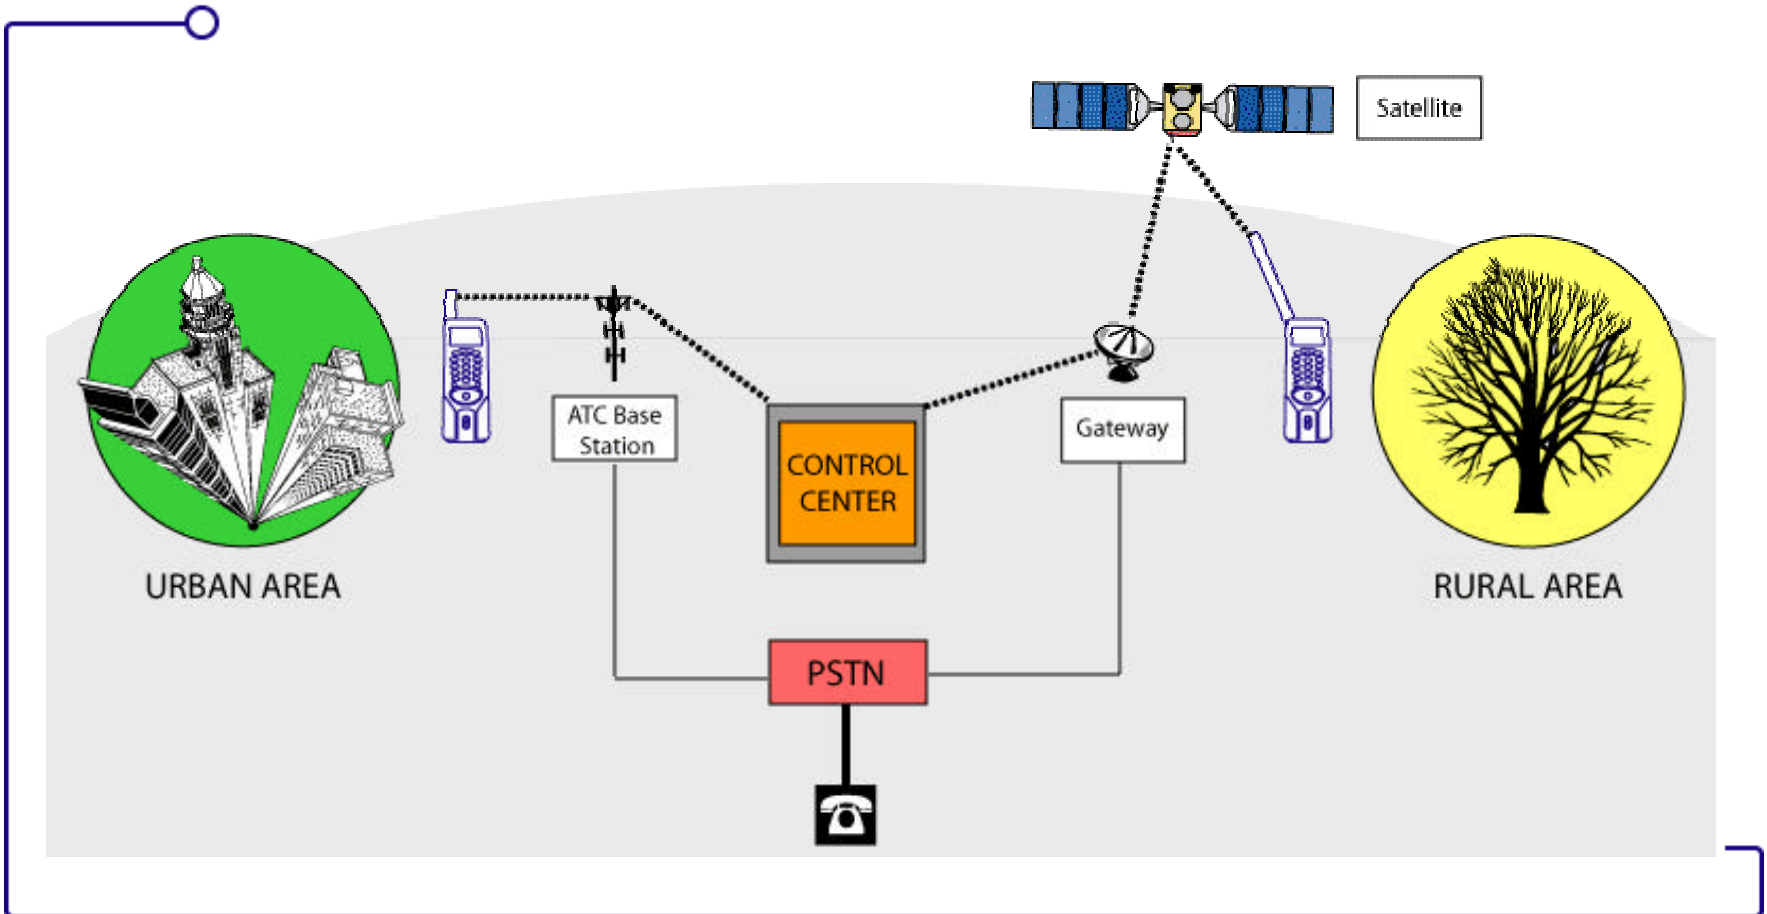 Satellite
ATC Base
Station
Gateway
CONTROL
CENTER
URBAN AREA
RURAL AREA
PSTN